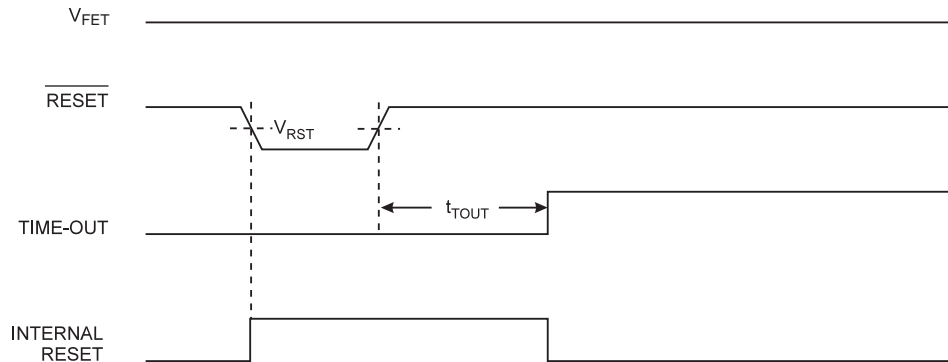 VFET
RESET
VRST
tTOUT
TIME-OUT
INTERNAL
RESET